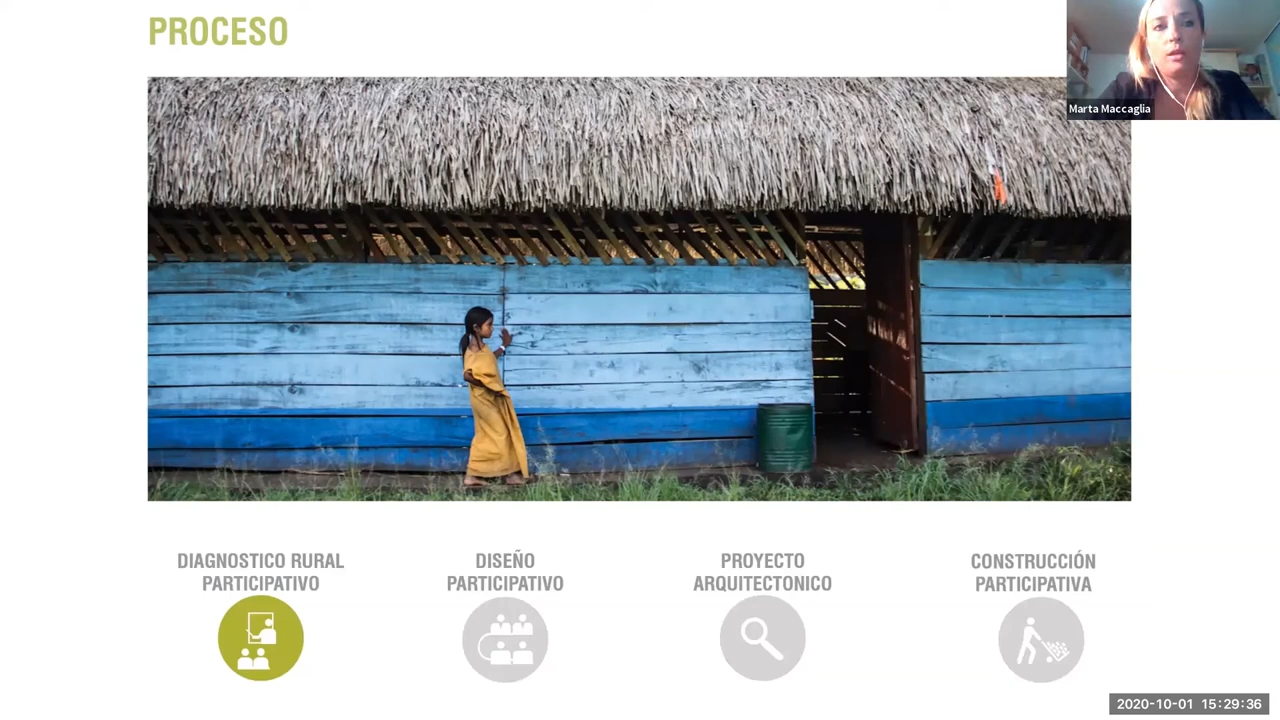 PROCESO
Marta Maccaglia
DIAGNOSTICO RURAL
PARTICIPATIVO
DISEÑO
PARTICIPATIVO
PROYECTO
ARQUITECTONICO
CONSTRUCCIÓN
PARTICIPATIVA
2020-10-01 15:29:36